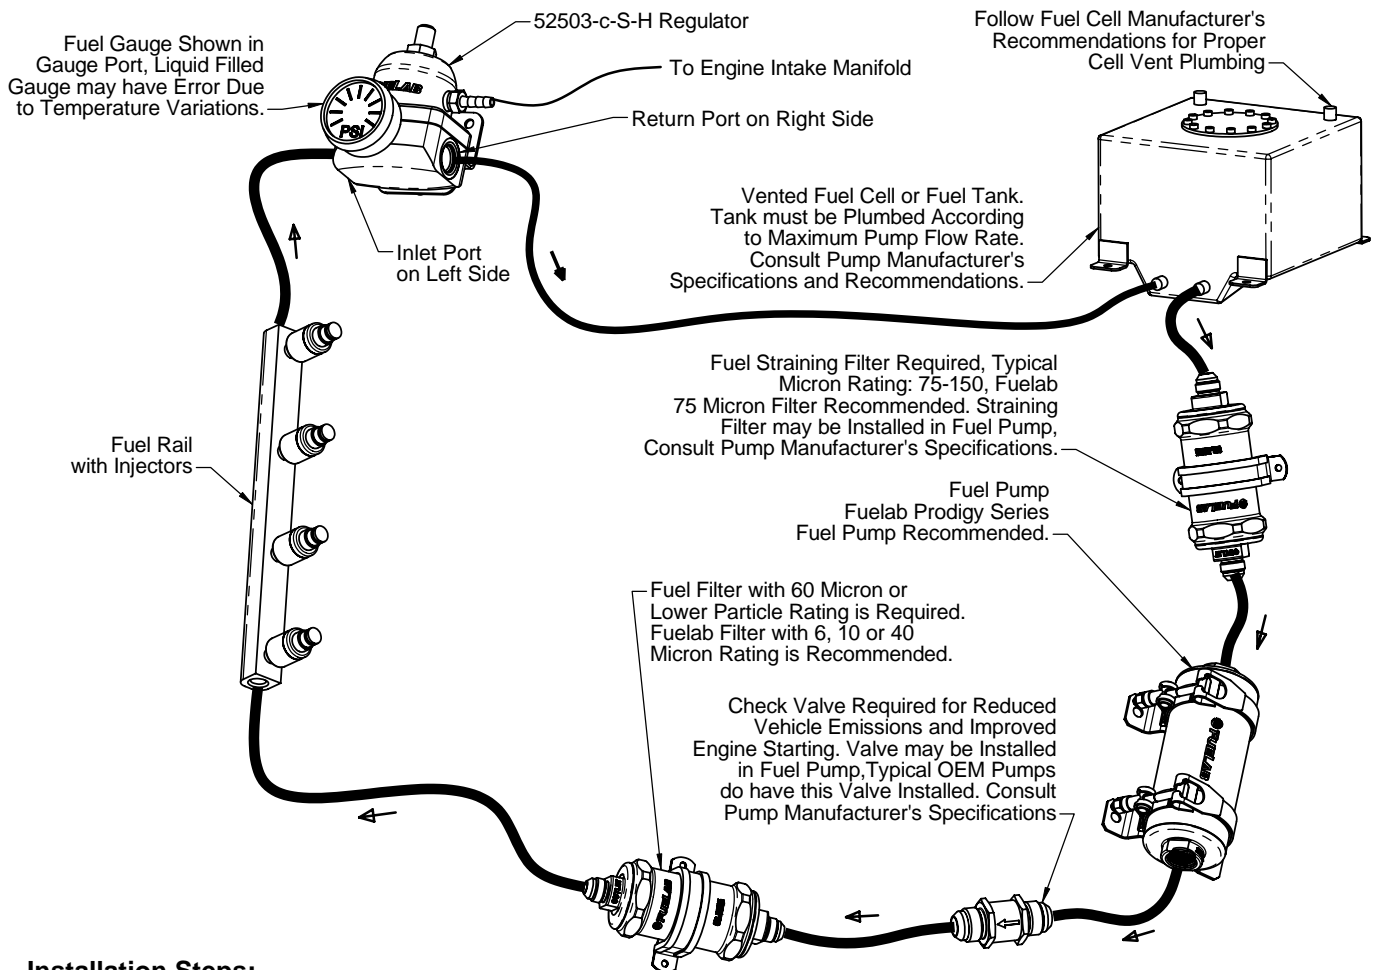 52503-c-S-H Regulator
Fuel Gauge Shown in
Gauge Port, Liquid Filled
Gauge may have Error Due
to Temperature Variations.
To Engine Intake Manifold
Return Port on Right Side
PSI
LAB
Inlet Port
on Left Side
Follow Fuel Cell Manufacturer's
Recommendations for Proper
Cell Vent Plumbing
Vented Fuel Cell or Fuel Tank.
Tank must be Plumbed According
to Maximum Pump Flow Rate.
Consult Pump Manufacturer's
Specifications and Recommendations.
Fuel Straining Filter Required, Typical
Micron Rating: 75-150, Fuelab
75 Micron Filter Recommended. Straining
Filter may be Installed in Fuel Pump,
Consult Pump Manufacturer's Specifications.
FUELAB
Fuel Rail
with Injectors
Fuel Pump
Fuelab Prodigy Series
Fuel Pump Recommended.
FUELAB
Fuel Filter with 60 Micron or
Lower Particle Rating is Required.
Fuelab Filter with 6, 10 or 40
Micron Rating is Recommended.
FUELAB
Check Valve Required for Reduced
Vehicle Emissions and Improved
Engine Starting. Valve may be Installed
in Fuel Pump,Typical OEM Pumps
do have this Valve Installed. Consult
Pump Manufacturer's Specifications
Installation Steps: